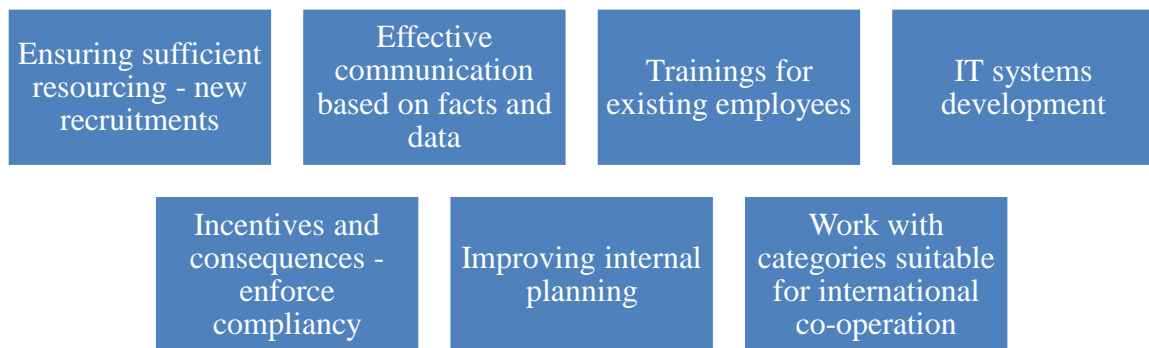 Ensuring sufficient
resourcing - new
recruitments
Effective
communication
based on facts and
data
Trainings for
existing employees
IT systems
development
Incentives and
consequences -
enforce
compliancy
Improving internal
planning
Work with
categories suitable
for international
co-operation